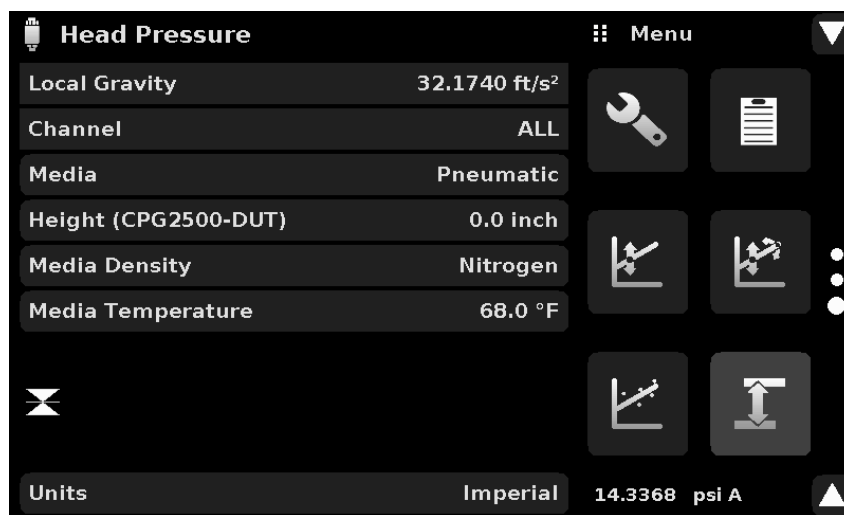 Head Pressure
Menu
Local Gravity 32.1740 ft/s²
Channel ALL
Media Pneumatic
Height (CPG2500-DUT) 0.0 inch
Media Density Nitrogen
Media Temperature 68.0 °F
Units Imperial
14.3368 psi A